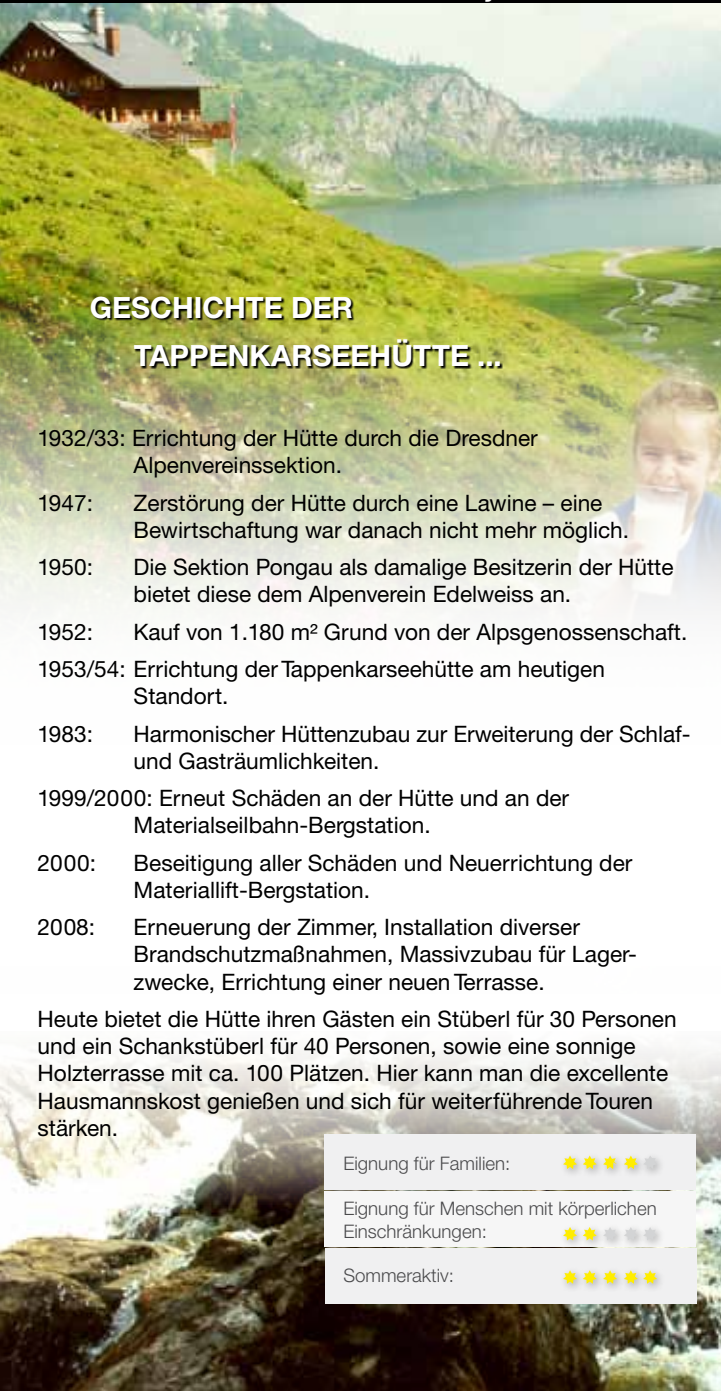 GESCHICHTE DER
TAPPENKARSEEHÜTTE ...
1932/33: Errichtung der Hütte durch die Dresdner
Alpenvereinssektion.
1947: Zerstörung der Hütte durch eine Lawine – eine
Bewirtschaftung war danach nicht mehr möglich.
1950: Die Sektion Pongau als damalige Besitzerin der Hütte
bietet diese dem Alpenverein Edelweiss an.
1952: Kauf von 1.180 m² Grund von der Alpsgenossenschaft.
1953/54: Errichtung der Tappenkarseehütte am heutigen
Standort.
1983: Harmonischer Hüttenzubau zur Erweiterung der Schlaf-
und Gasträumlichkeiten.
1999/2000: Erneut Schäden an der Hütte und an der
Materialseilbahn-Bergstation.
2000: Beseitigung aller Schäden und Neuerrichtung der
Materiallift-Bergstation.
2008: Erneuerung der Zimmer, Installation diverser
Brandschutzmaßnahmen, Massivzubau für Lager-
zwecke, Errichtung einer neuen Terrasse.
Heute bietet die Hütte ihren Gästen ein Stüberl für 30 Personen
und ein Schankstüberl für 40 Personen, sowie eine sonnige
Holzterrasse mit ca. 100 Plätzen. Hier kann man die excellente
Hausmannskost genießen und sich für weiterführende Touren
stärken.
Eignung für Familien:
Eignung für Menschen mit körperlichen
Einschränkungen:
Sommeraktiv: